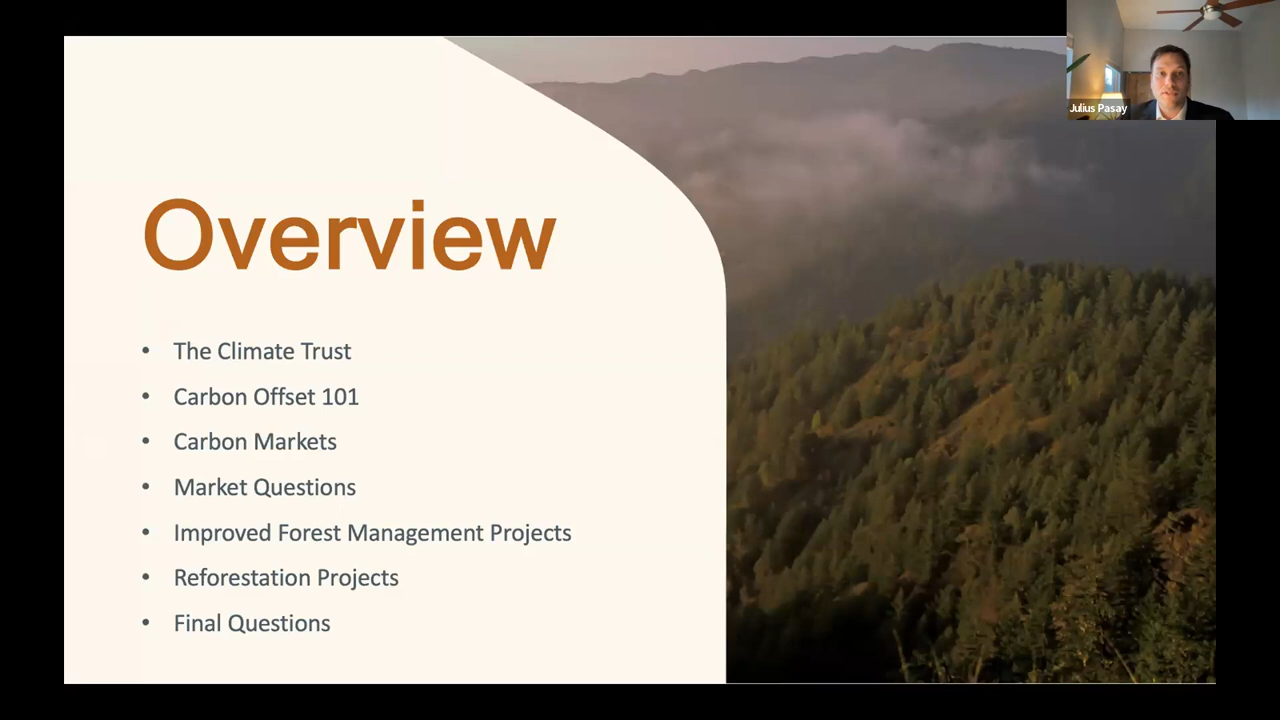 Julius Pasay
Overview
• The Climate Trust
• Carbon Offset 101
• Carbon Markets
• Market Questions
• Improved Forest Management Projects
• Reforestation Projects
• Final Questions